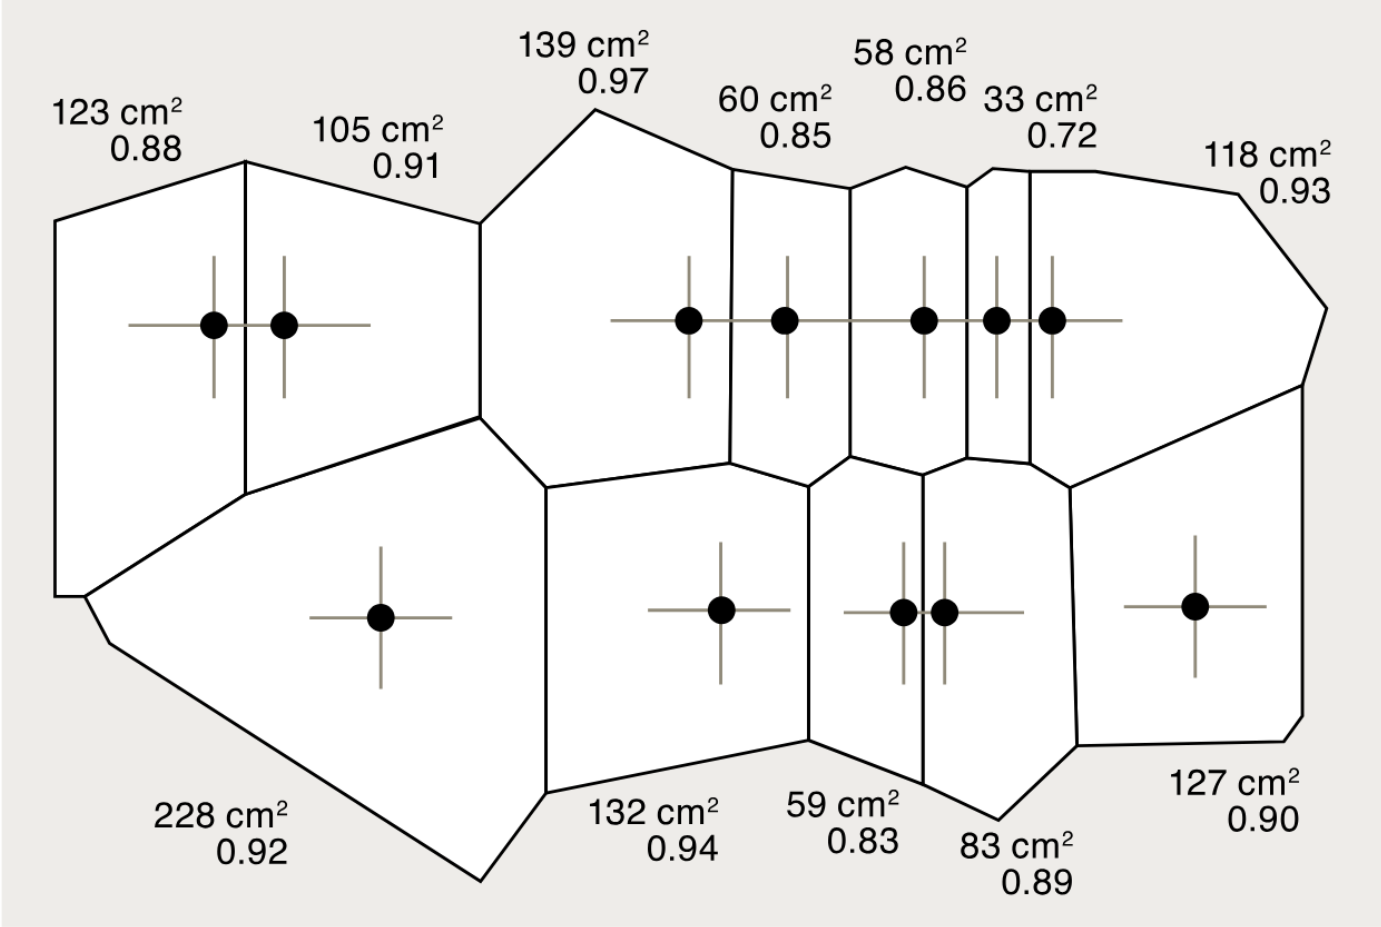 139 cm²
0.97
58 cm²
0.86
60 cm²
0.85
33 cm²
0.72
123 cm²
0.88
105 cm²
0.91
118 cm²
0.93
228 cm²
0.92
132 cm²
0.94
59 cm²
0.83
83 cm²
0.89
127 cm²
0.90